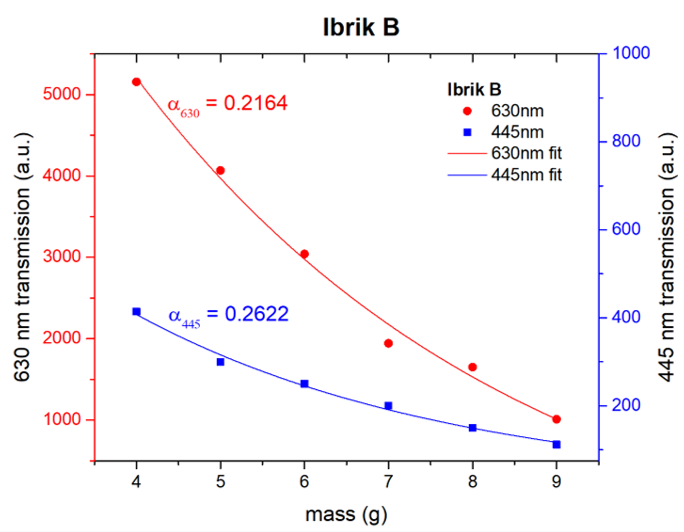 Ibrik B
α630 = 0.2164
α445 = 0.2622
Ibrik B
630nm
445nm
630nm fit
445nm fit
630 nm transmission (a.u.)
5000
4000
3000
2000
1000
445 nm transmission (a.u.)
1000
800
600
400
200
4 5 6 7 8 9
mass (g)